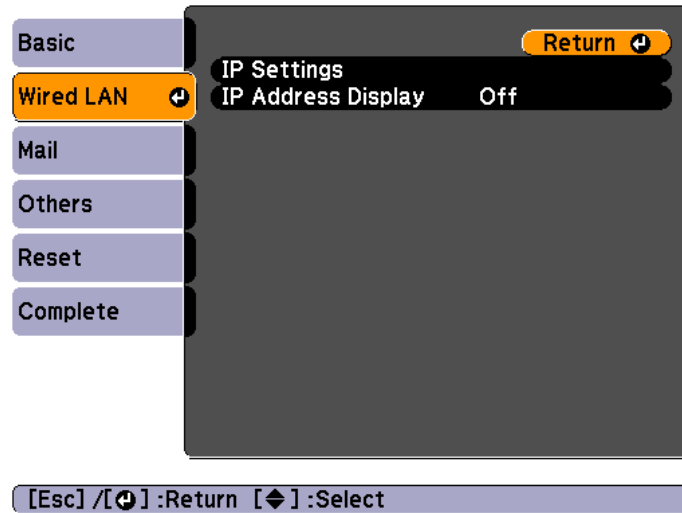 Basic
Return
IP Settings
Wired LAN
IP Address Display Off
Mail
Others
Reset
Complete
[Esc] /[⏎] :Return [◆] :Select